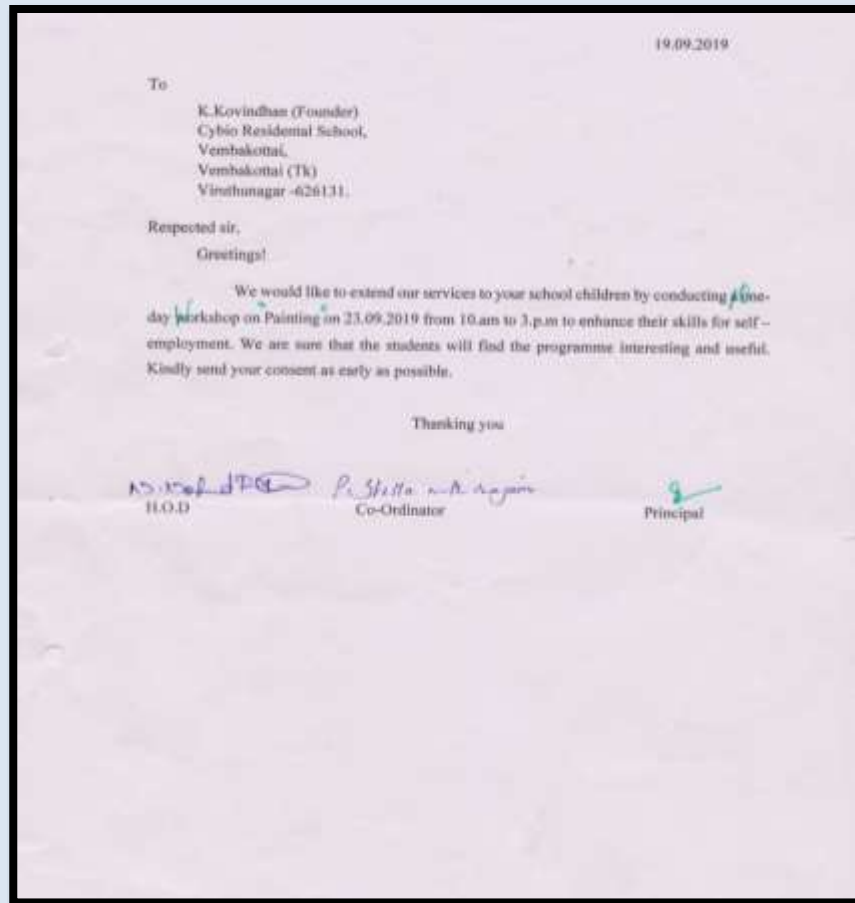 19.09.2019
To
K.Kovindhan (Founder)
Cybio Residental School,
Vembakottai,
Vembakottai (Tk)
Viruthunagar -626131.
Respected sir,
Greetings!
We would like to extend our services to your school children by conducting a One-
day Workshop on "Painting" on 23.09.2019 from 10.am to 3.p.m to enhance their skills for self –
employment. We are sure that the students will find the programme interesting and useful.
Kindly send your consent as early as possible.
Thanking you
P. Stella
H.O.D Co-Ordinator Principal